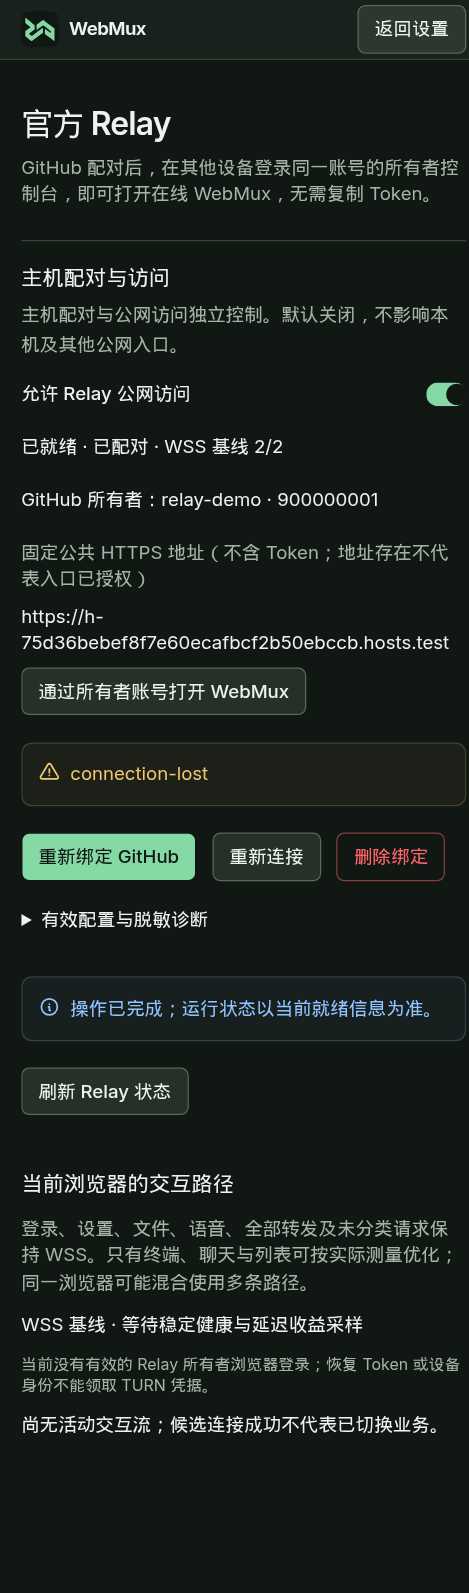 WebMux
返回设置
官方 Relay
GitHub 配对后，在其他设备登录同一账号的所有者控
制台，即可打开在线 WebMux，无需复制 Token。
主机配对与访问
主机配对与公网访问独立控制。默认关闭，不影响本
机及其他公网入口。
允许 Relay 公网访问
已就绪 · 已配对 · WSS 基线 2/2
GitHub 所有者：relay-demo · 900000001
固定公共 HTTPS 地址（不含 Token；地址存在不代
表入口已授权）
https://h-
75d36bebef8f7e60ecafbcf2b50ebccb.hosts.test
通过所有者账号打开 WebMux
connection-lost
重新绑定 GitHub
重新连接
删除绑定
有效配置与脱敏诊断
操作已完成；运行状态以当前就绪信息为准。
刷新 Relay 状态
当前浏览器的交互路径
登录、设置、文件、语音、全部转发及未分类请求保
持 WSS。只有终端、聊天与列表可按实际测量优化；
同一浏览器可能混合使用多条路径。
WSS 基线 · 等待稳定健康与延迟收益采样
当前没有有效的 Relay 所有者浏览器登录；恢复 Token 或设备
身份不能领取 TURN 凭据。
尚无活动交互流；候选连接成功不代表已切换业务。